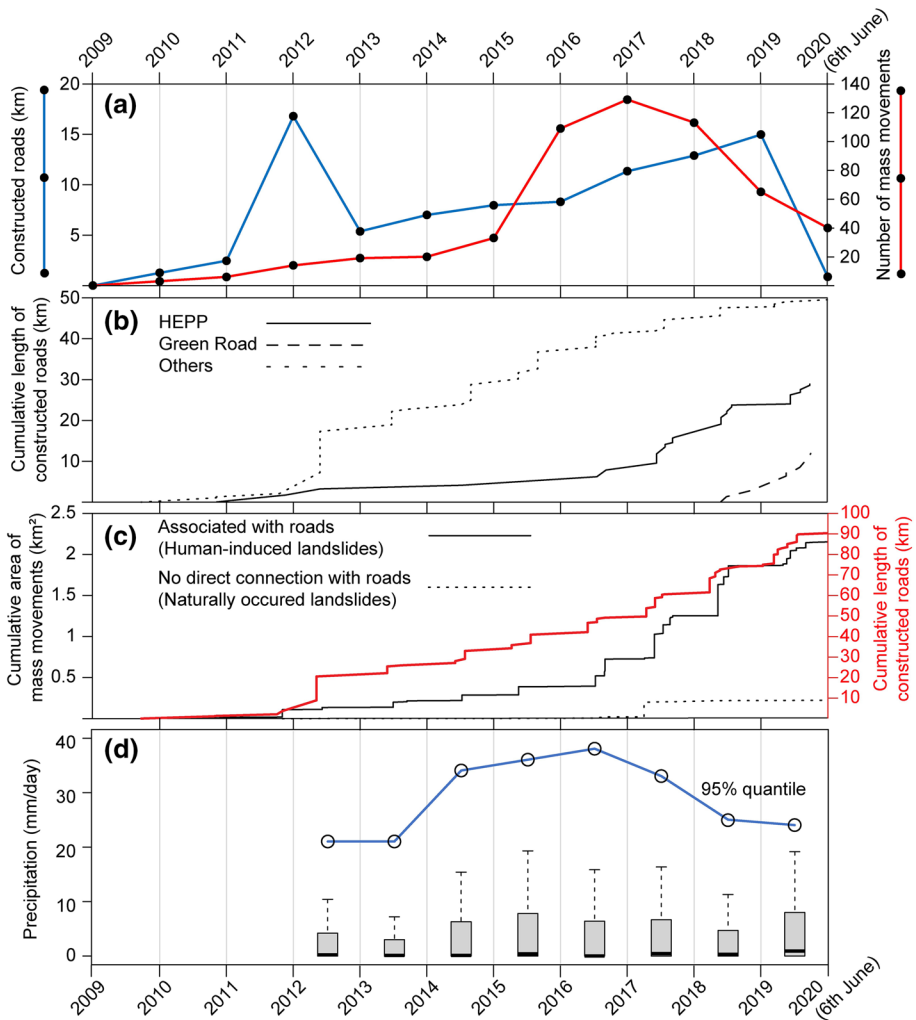 2009 2010 2011 2012 2013 2014 2015 2016 2017 2018 2019 2020
(6th June)
(a)
Constructed roads (km)
20
15
10
5
Number of mass movements
140
120
100
80
60
40
20
(b)
Cumulative length of
constructed roads (km)
50
40
30
20
10
HEPP
Green Road
Others
(c)
Cumulative area of
mass movements (km²)
2.5
2
1.5
1
0.5
Associated with roads
(Human-induced landslides)
No direct connection with roads
(Naturally occured landslides)
100
90
80
70
60
50
40
30
20
10
Cumulative length of
constructed roads (km)
(d)
Precipitation (mm/day)
40
30
20
10
0
95% quantile
2009 2010 2011 2012 2013 2014 2015 2016 2017 2018 2019 2020
(6th June)